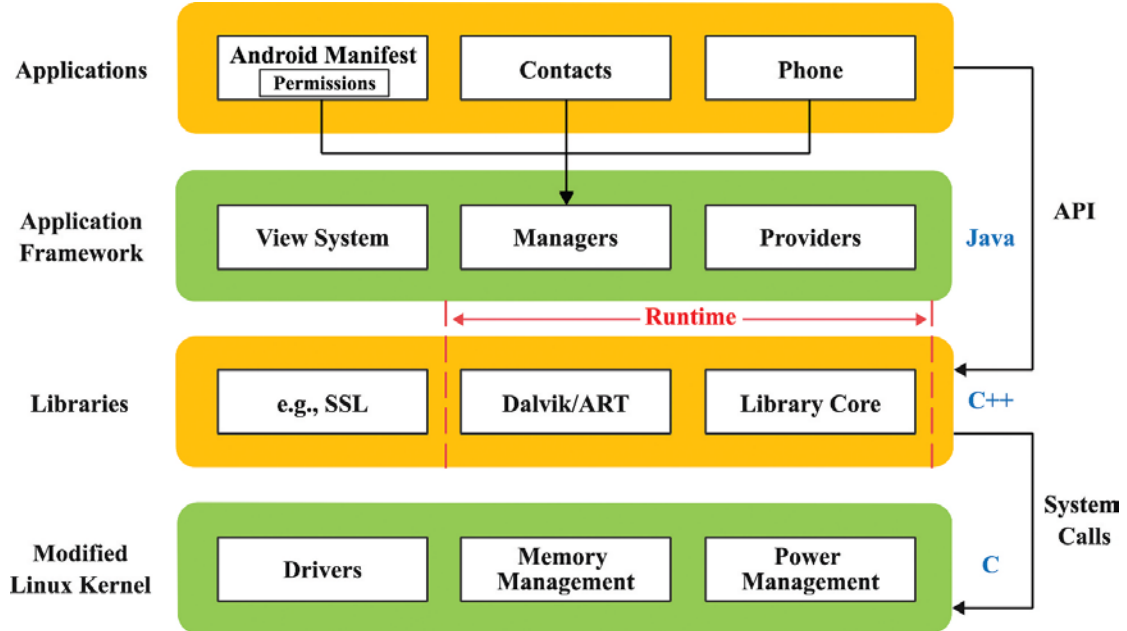 Applications
Android Manifest
Permissions
Contacts
Phone
API
Application
Framework
View System
Managers
Providers
Java
Runtime
Libraries
e.g., SSL
Dalvik/ART
Library Core
C++
System
Calls
Modified
Linux Kernel
Drivers
Memory
Management
Power
Management
C